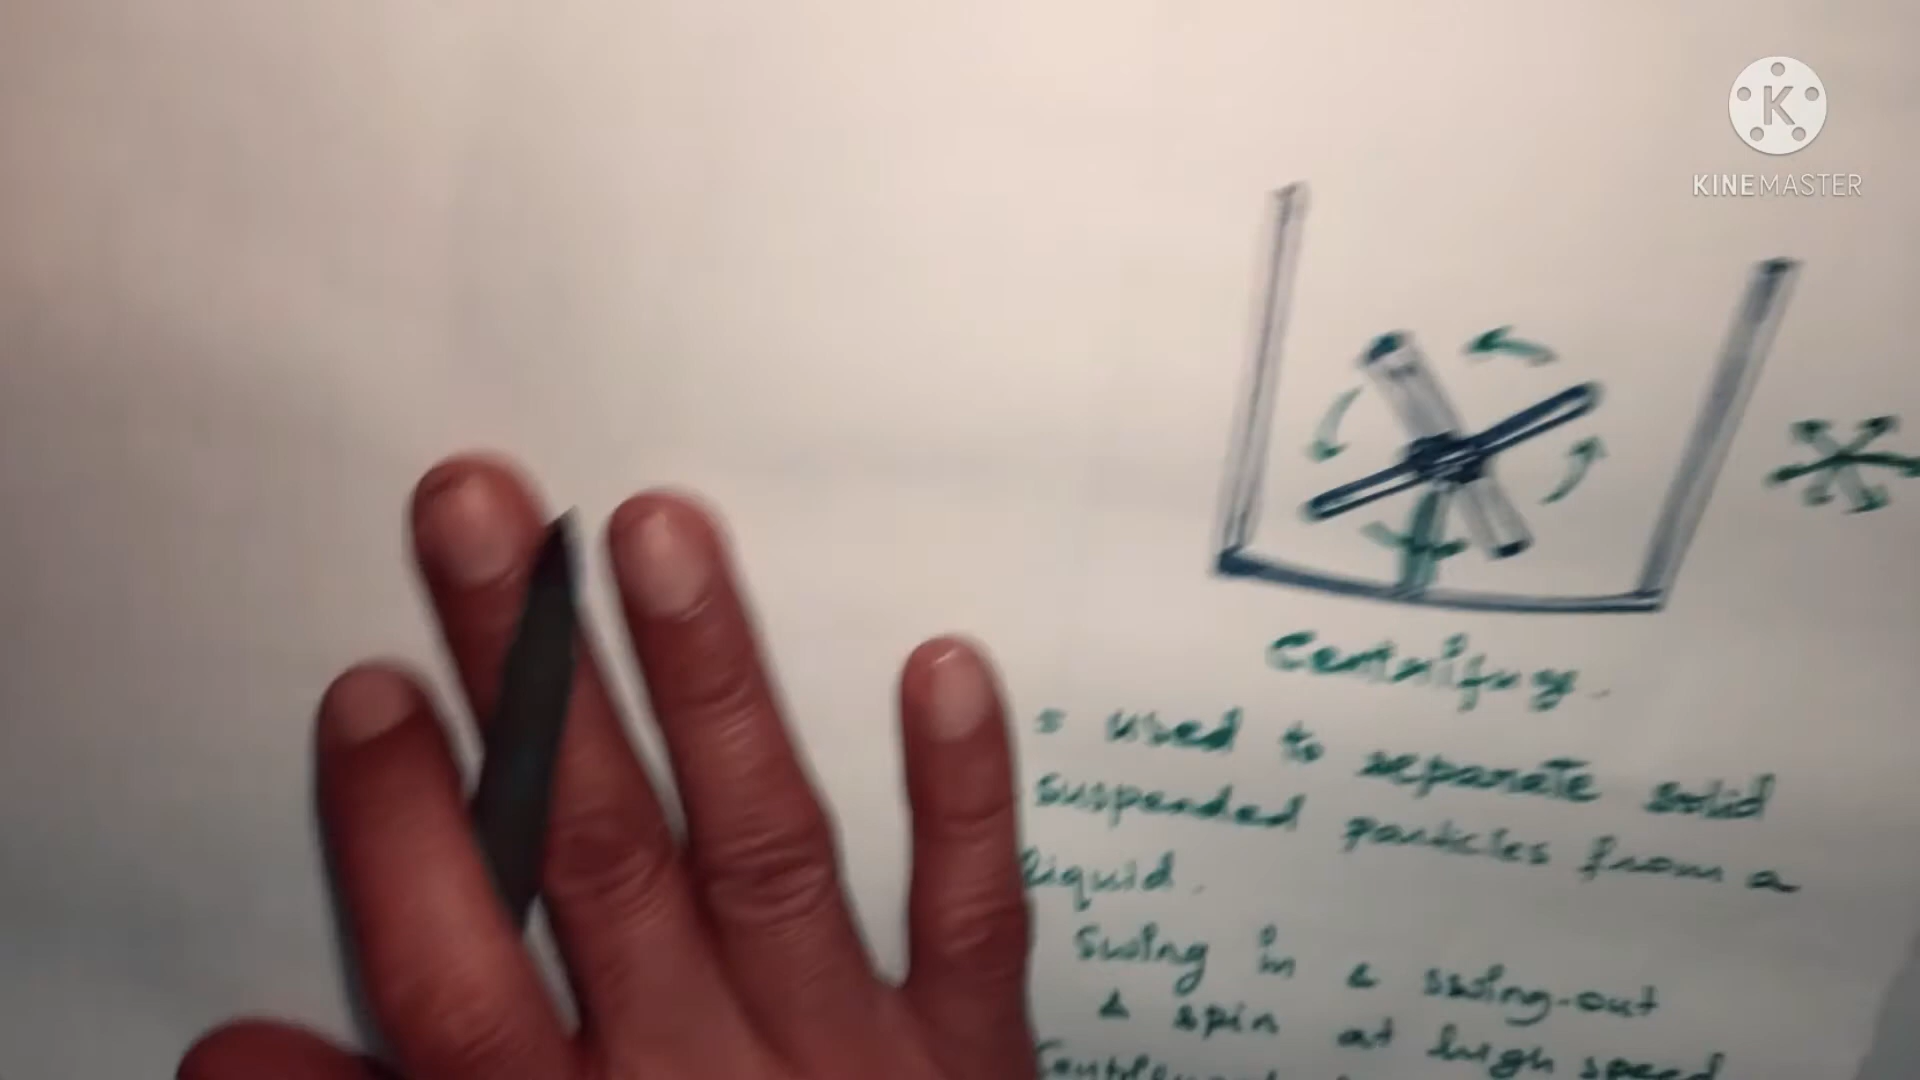 K
KINEMASTER
Centrifuge.
= used to separate solid
suspended particles from a
liquid.
Swing in & swing-out
& spin at high speed